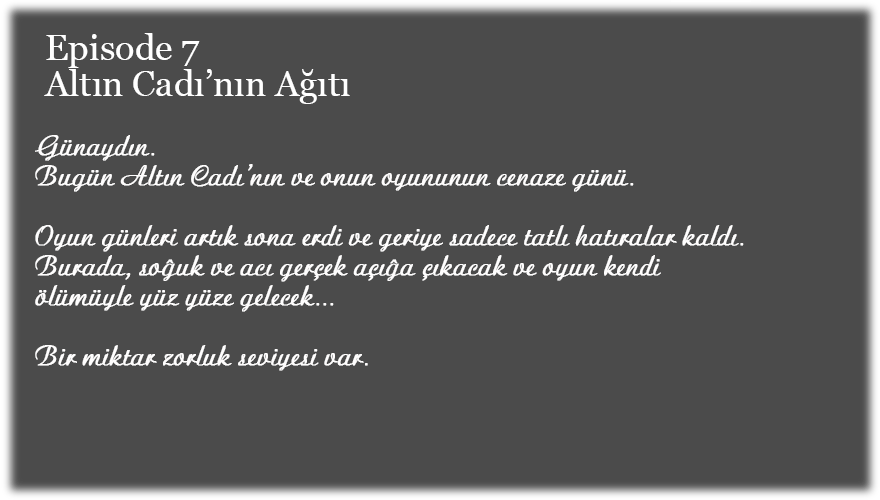 Episode 7
Altın Cadı’nın Ağıtı
Günaydın.
Bugün Altın Cadı’nın ve onun oyununun cenaze günü.
Oyun günleri artık sona erdi ve geriye sadece tatlı hatıralar kaldı.
Burada, soğuk ve acı gerçek açığa çıkacak ve oyun kendi
ölümüyle yüz yüze gelecek...
Bir miktar zorluk seviyesi var.